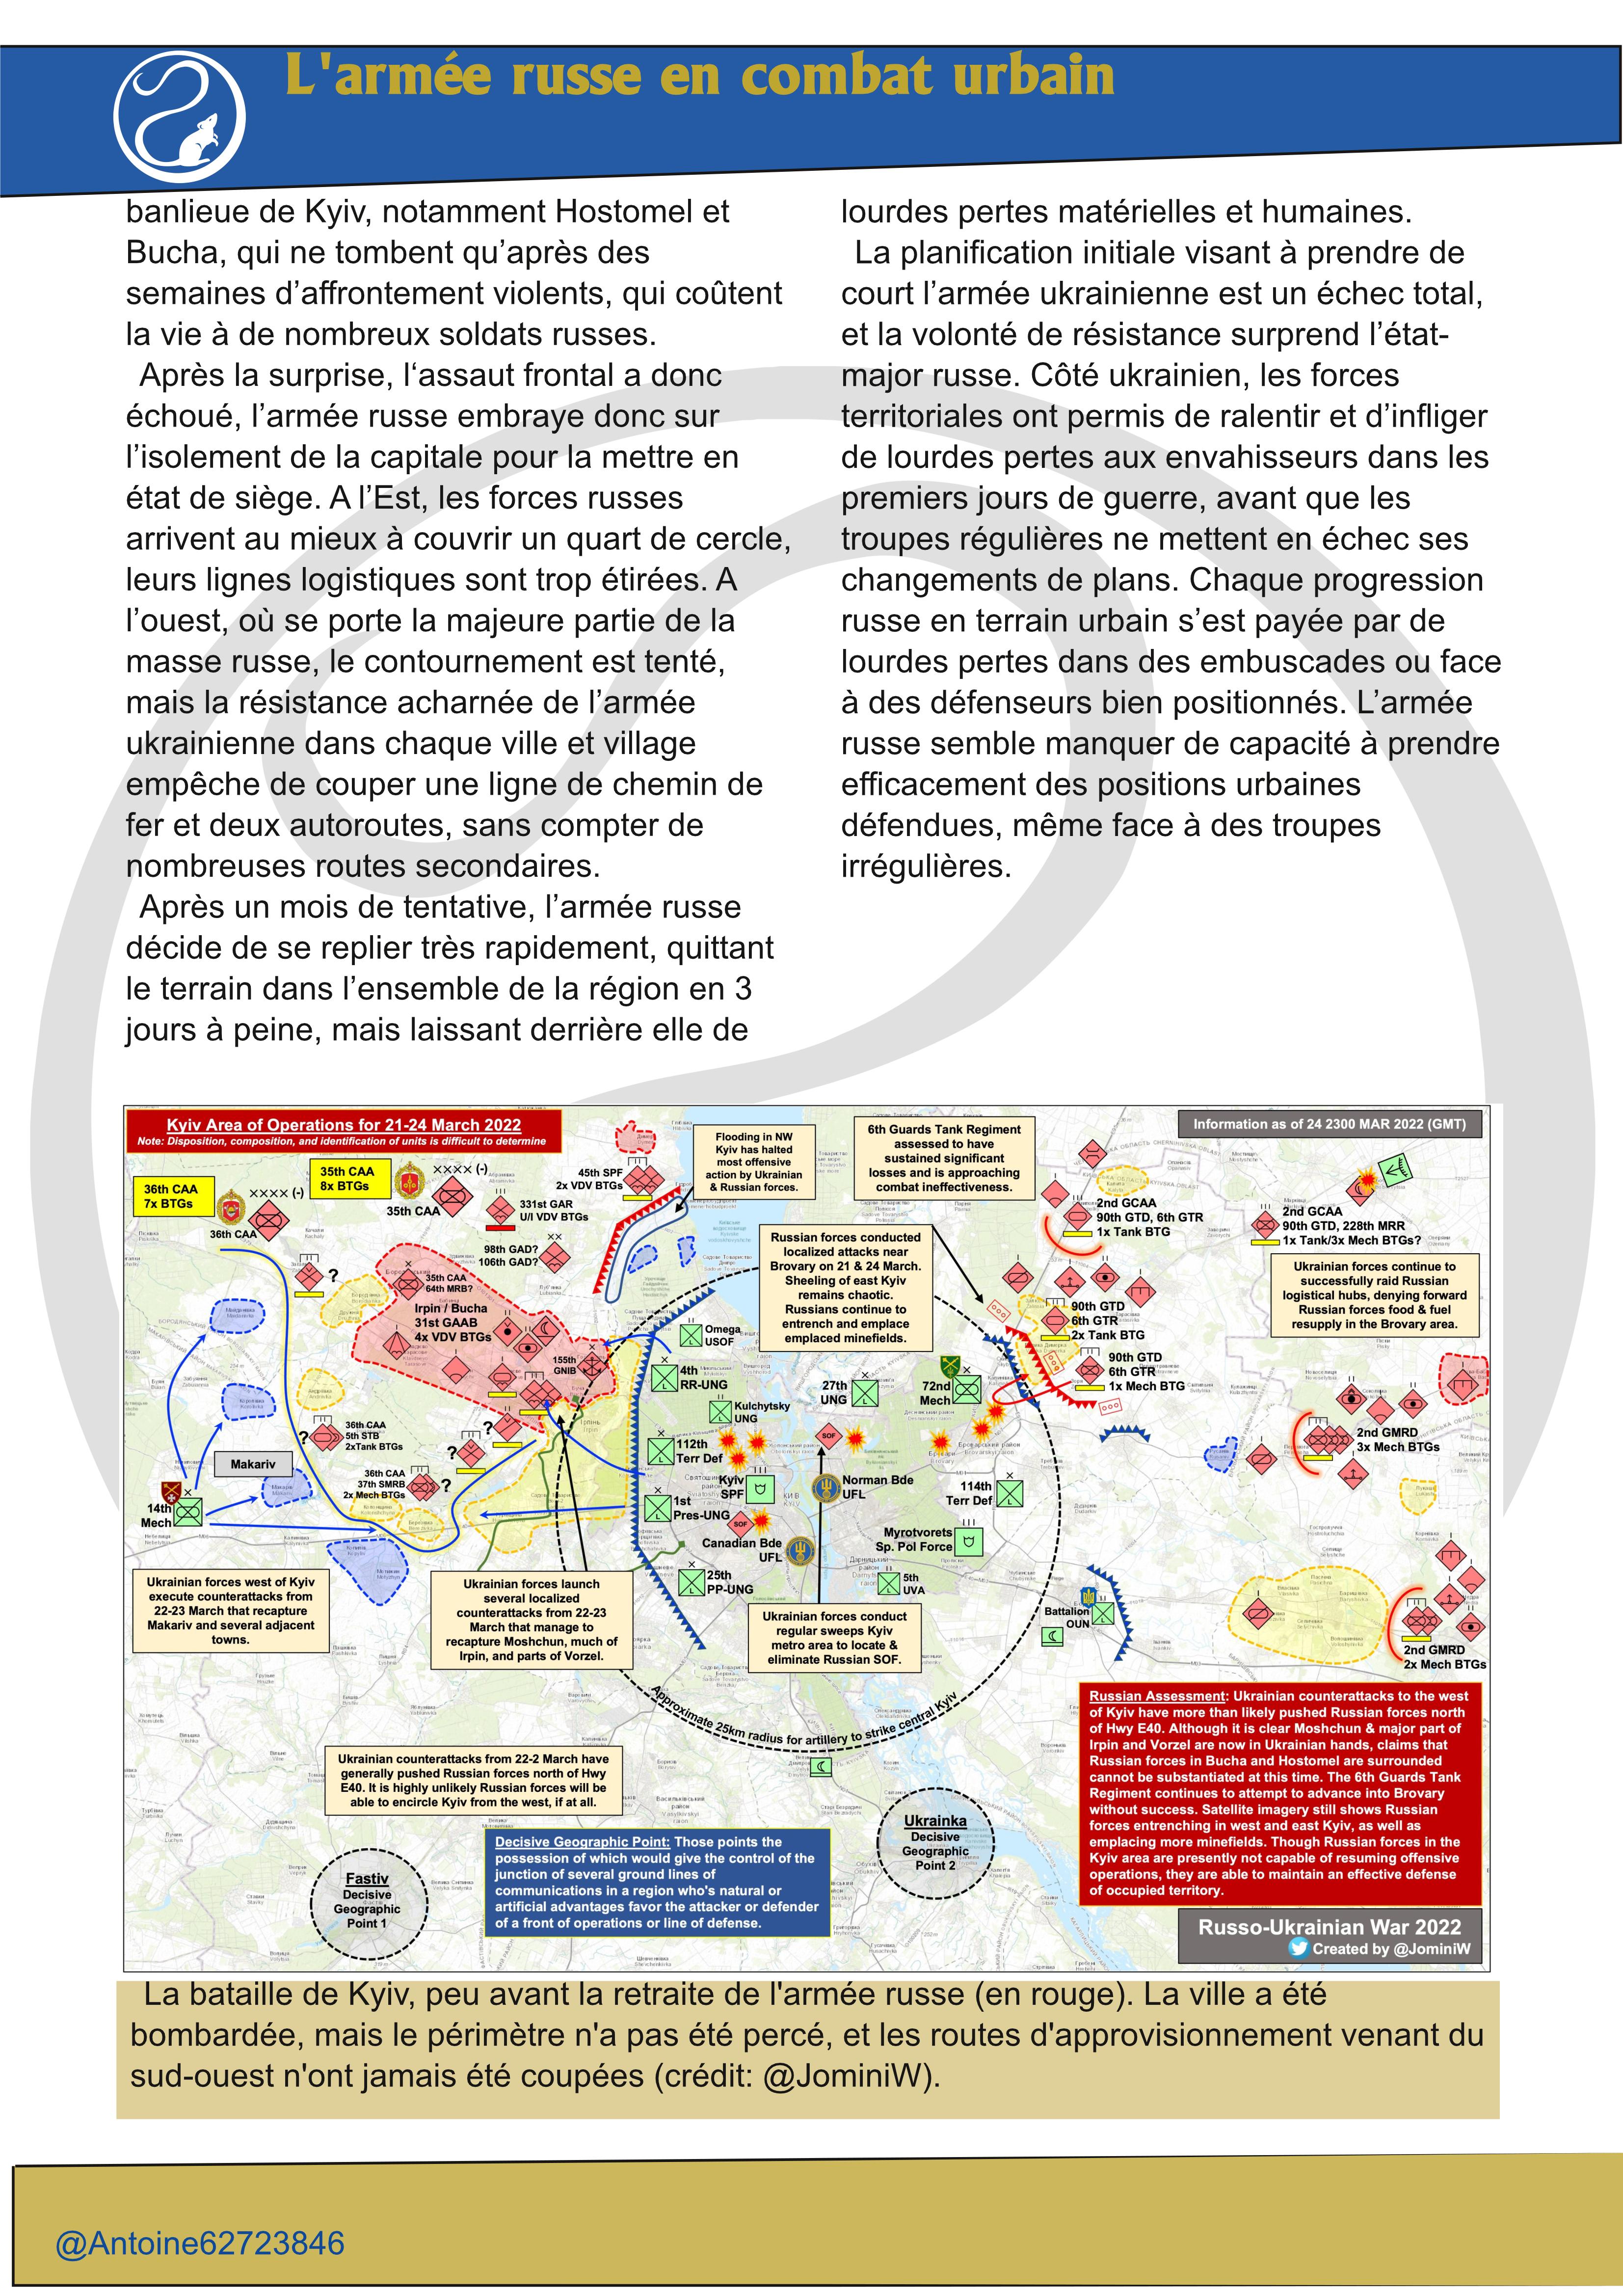 L'armée russe en combat urbain
banlieue de Kyiv, notamment Hostomel et
Bucha, qui ne tombent qu’après des
semaines d’affrontement violents, qui coûtent
la vie à de nombreux soldats russes.
Après la surprise, l‘assaut frontal a donc
échoué, l’armée russe embraye donc sur
l’isolement de la capitale pour la mettre en
état de siège. A l’Est, les forces russes
arrivent au mieux à couvrir un quart de cercle,
leurs lignes logistiques sont trop étirées. A
l’ouest, où se porte la majeure partie de la
masse russe, le contournement est tenté,
mais la résistance acharnée de l’armée
ukrainienne dans chaque ville et village
empêche de couper une ligne de chemin de
fer et deux autoroutes, sans compter de
nombreuses routes secondaires.
Après un mois de tentative, l’armée russe
décide de se replier très rapidement, quittant
le terrain dans l’ensemble de la région en 3
jours à peine, mais laissant derrière elle de
lourdes pertes matérielles et humaines.
La planification initiale visant à prendre de
court l’armée ukrainienne est un échec total,
et la volonté de résistance surprend l’état-
major russe. Côté ukrainien, les forces
territoriales ont permis de ralentir et d’infliger
de lourdes pertes aux envahisseurs dans les
premiers jours de guerre, avant que les
troupes régulières ne mettent en échec ses
changements de plans. Chaque progression
russe en terrain urbain s’est payée par de
lourdes pertes dans des embuscades ou face
à des défenseurs bien positionnés. L’armée
russe semble manquer de capacité à prendre
efficacement des positions urbaines
défendues, même face à des troupes
irrégulières.
Kyiv Area of Operations for 21-24 March 2022
Note: Disposition, composition, and identification of units is difficult to determine
Information as of 24 2300 MAR 2022 (GMT)
36th CAA
7x BTGs
XXXX (-)
36th CAA
35th CAA
8x BTGs
XXXX (-)
35th CAA
331st GAR
U/I VDV BTGs
45th SPF
2x VDV BTGs
98th GAD?
106th GAD?
Flooding in NW
Kyiv has halted
most offensive
action by Ukrainian
& Russian forces.
6th Guards Tank Regiment
assessed to have
sustained significant
losses and is approaching
combat ineffectiveness.
Russian forces conducted
localized attacks near
Brovary on 21 & 24 March.
Sheeling of east Kyiv
remains chaotic.
Russians continue to
entrench and emplace
emplaced minefields.
2nd GCAA
90th GTD, 6th GTR
1x Tank BTG
2nd GCAA
90th GTD, 228th MRR
1x Tank/3x Mech BTGs?
Ukrainian forces continue to
successfully raid Russian
logistical hubs, denying forward
Russian forces food & fuel
resupply in the Brovary area.
90th GTD
6th GTR
2x Tank BTG
90th GTD
6th GTR
1x Mech BTG
35th CAA
64th MRB?
Irpin / Bucha
31st GAAB
4x VDV BTGs
155th
GNIB
Omega
USOF
4th
RR-UNG
Kulchytsky
UNG
112th
Terr Def
Kyiv
SPF
1st
Pres-UNG
Canadian Bde
UFL
25th
PP-UNG
27th
UNG
72nd
Mech
SOF
Norman Bde
UFL
SOF
114th
Terr Def
Myrotvorets
Sp. Pol Force
5th
UVA
Battalion
OUN
2nd GMRD
3x Mech BTGs
2nd GMRD
2x Mech BTGs
36th CAA
5th STB
2xTank BTGs
36th CAA
37th SMRB
2x Mech BTGs
Makariv
14th
Mech
Ukrainian forces west of Kyiv
execute counterattacks from
22-23 March that recapture
Makariv and several adjacent
towns.
Ukrainian forces launch
several localized
counterattacks from 22-23
March that manage to
recapture Moshchun, much of
Irpin, and parts of Vorzel.
Ukrainian forces conduct
regular sweeps Kyiv
metro area to locate &
eliminate Russian SOF.
Approximate 25km radius for artillery to strike central Kyiv
Ukrainian counterattacks from 22-2 March have
generally pushed Russian forces north of Hwy
E40. It is highly unlikely Russian forces will be
able to encircle Kyiv from the west, if at all.
Decisive Geographic Point: Those points the
possession of which would give the control of the
junction of several ground lines of
communications in a region who's natural or
artificial advantages favor the attacker or defender
of a front of operations or line of defense.
Fastiv
Decisive
Geographic
Point 1
Ukrainka
Decisive
Geographic
Point 2
Russian Assessment: Ukrainian counterattacks to the west
of Kyiv have more than likely pushed Russian forces north
of Hwy E40. Although it is clear Moshchun & major part of
Irpin and Vorzel are now in Ukrainian hands, claims that
Russian forces in Bucha and Hostomel are surrounded
cannot be substantiated at this time. The 6th Guards Tank
Regiment continues to attempt to advance into Brovary
without success. Satellite imagery still shows Russian
forces entrenching in west and east Kyiv, as well as
emplacing more minefields. Though Russian forces in the
Kyiv area are presently not capable of resuming offensive
operations, they are able to maintain an effective defense
of occupied territory.
Russo-Ukrainian War 2022
Created by @JominiW
La bataille de Kyiv, peu avant la retraite de l'armée russe (en rouge). La ville a été
bombardée, mais le périmètre n'a pas été percé, et les routes d'approvisionnement venant du
sud-ouest n'ont jamais été coupées (crédit: @JominiW).
@Antoine62723846